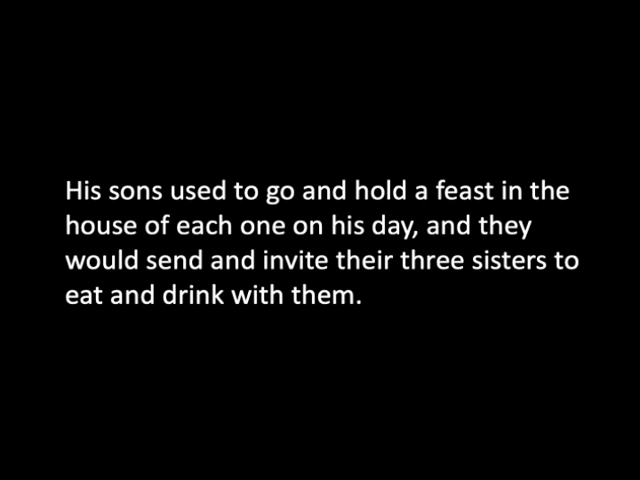 His sons used to go and hold a feast in the
house of each one on his day, and they
would send and invite their three sisters to
eat and drink with them.